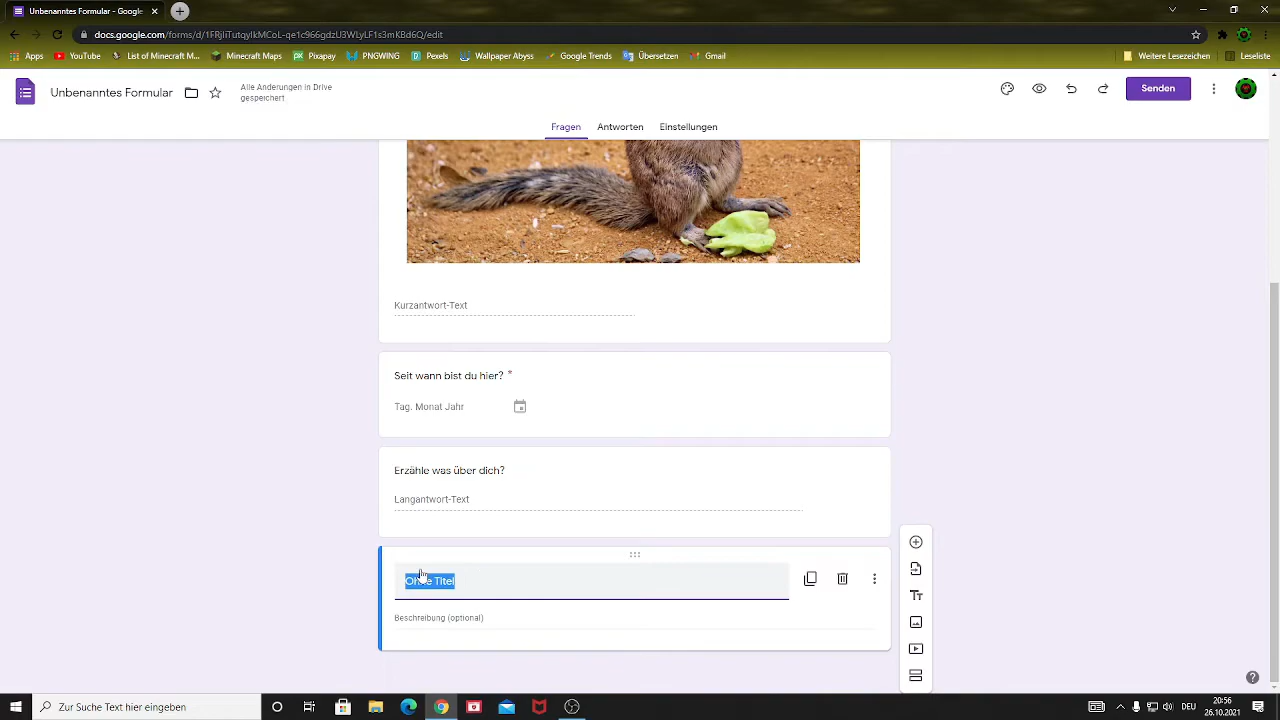 Unbenanntes Formular - Google
docs.google.com/forms/d/1FRjliTutqyIkMCoL-qe1c966gdzU3WLyLF1s3mKBd6Q/edit
Apps YouTube List of Minecraft M... Minecraft Maps Pixapay PNGWING Pexels Wallpaper Abyss Google Trends Übersetzen Gmail Weitere Lesezeichen Leseliste
Unbenanntes Formular
Alle Änderungen in Drive
gespeichert
Senden
Fragen Antworten Einstellungen
Kurzantwort-Text
Seit wann bist du hier? *
Tag. Monat Jahr
Erzähle was über dich?
Langantwort-Text
Ohne Titel
Beschreibung (optional)
Zur Suche Text hier eingeben
DEU
20:56
26.10.2021